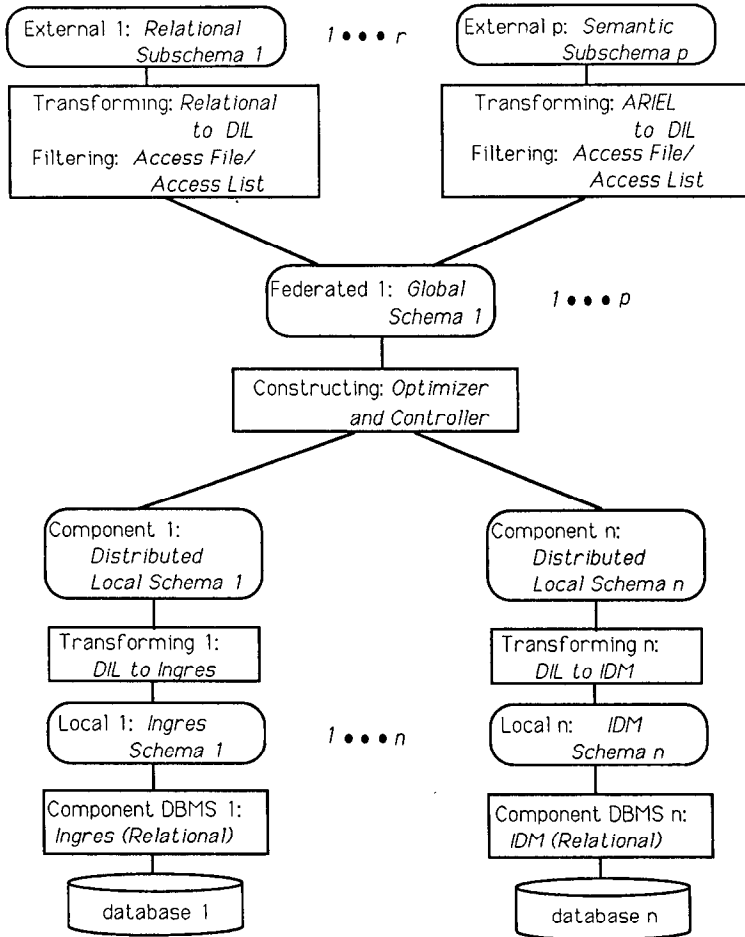 External 1: Relational
Subschema 1
1 ● ● ● r
External p: Semantic
Subschema p
Transforming: Relational
to DIL
Filtering: Access File/
Access List
Transforming: ARIEL
to DIL
Filtering: Access File/
Access List
Federated 1: Global
Schema 1
1 ● ● ● p
Constructing: Optimizer
and Controller
Component 1:
Distributed
Local Schema 1
Component n:
Distributed
Local Schema n
Transforming 1:
DIL to Ingres
Transforming n:
DIL to IDM
Local 1: Ingres
Schema 1
1 ● ● ● n
Local n: IDM
Schema n
Component DBMS 1:
Ingres (Relational)
Component DBMS n:
IDM (Relational)
database 1
database n